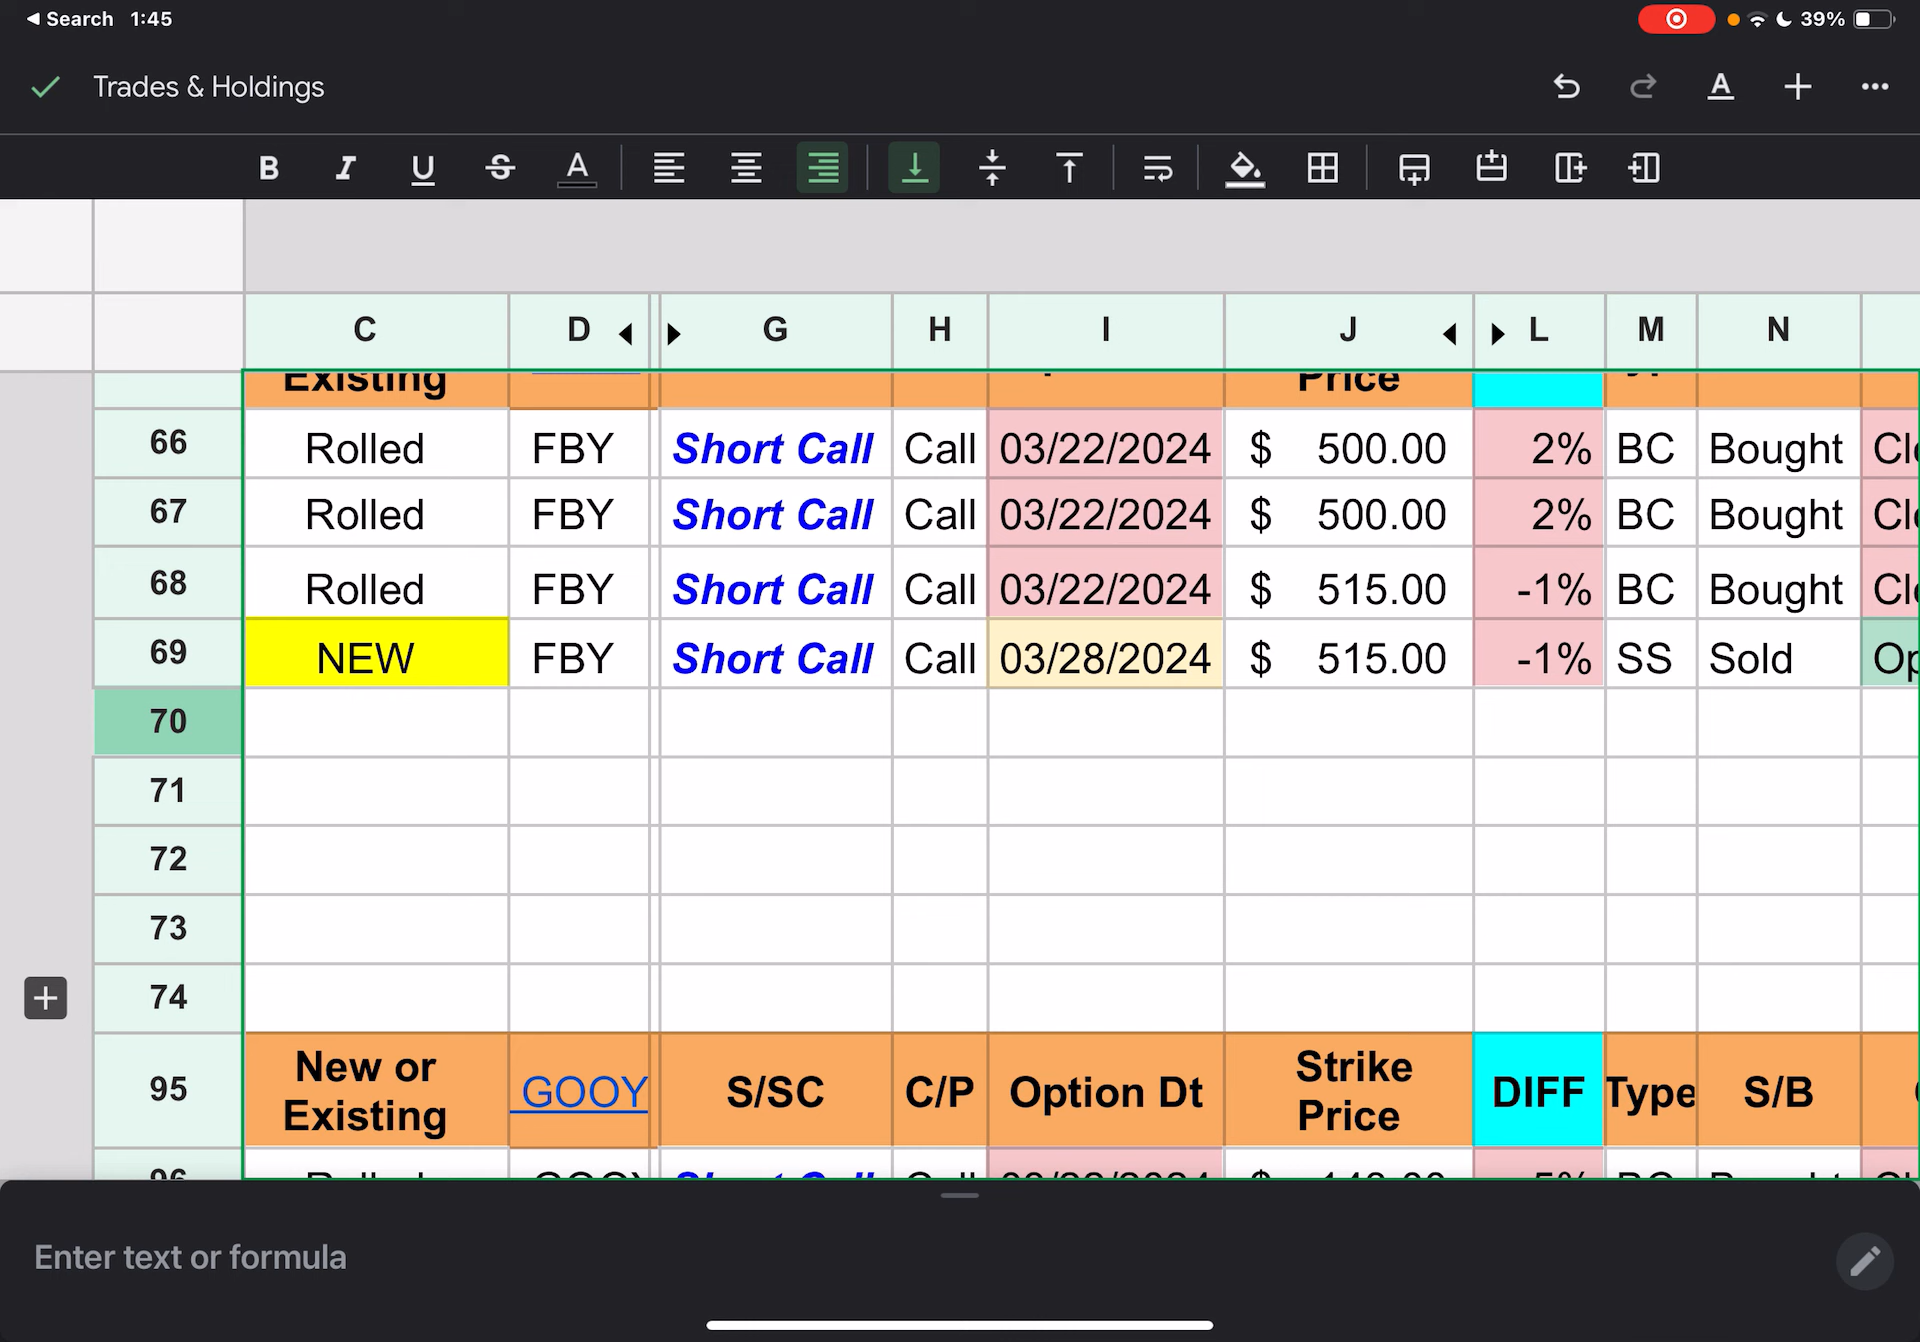 ◀ Search 1:45 39%
Trades & Holdings
B I U S A
C D G H I J L M N
Existing Price
66 Rolled FBY Short Call Call 03/22/2024 $ 500.00 2% BC Bought
67 Rolled FBY Short Call Call 03/22/2024 $ 500.00 2% BC Bought
68 Rolled FBY Short Call Call 03/22/2024 $ 515.00 -1% BC Bought
69 NEW FBY Short Call Call 03/28/2024 $ 515.00 -1% SS Sold Op
70
71
72
73
74
95 New or Existing GOOY S/SC C/P Option Dt Strike Price DIFF Type S/B
Enter text or formula